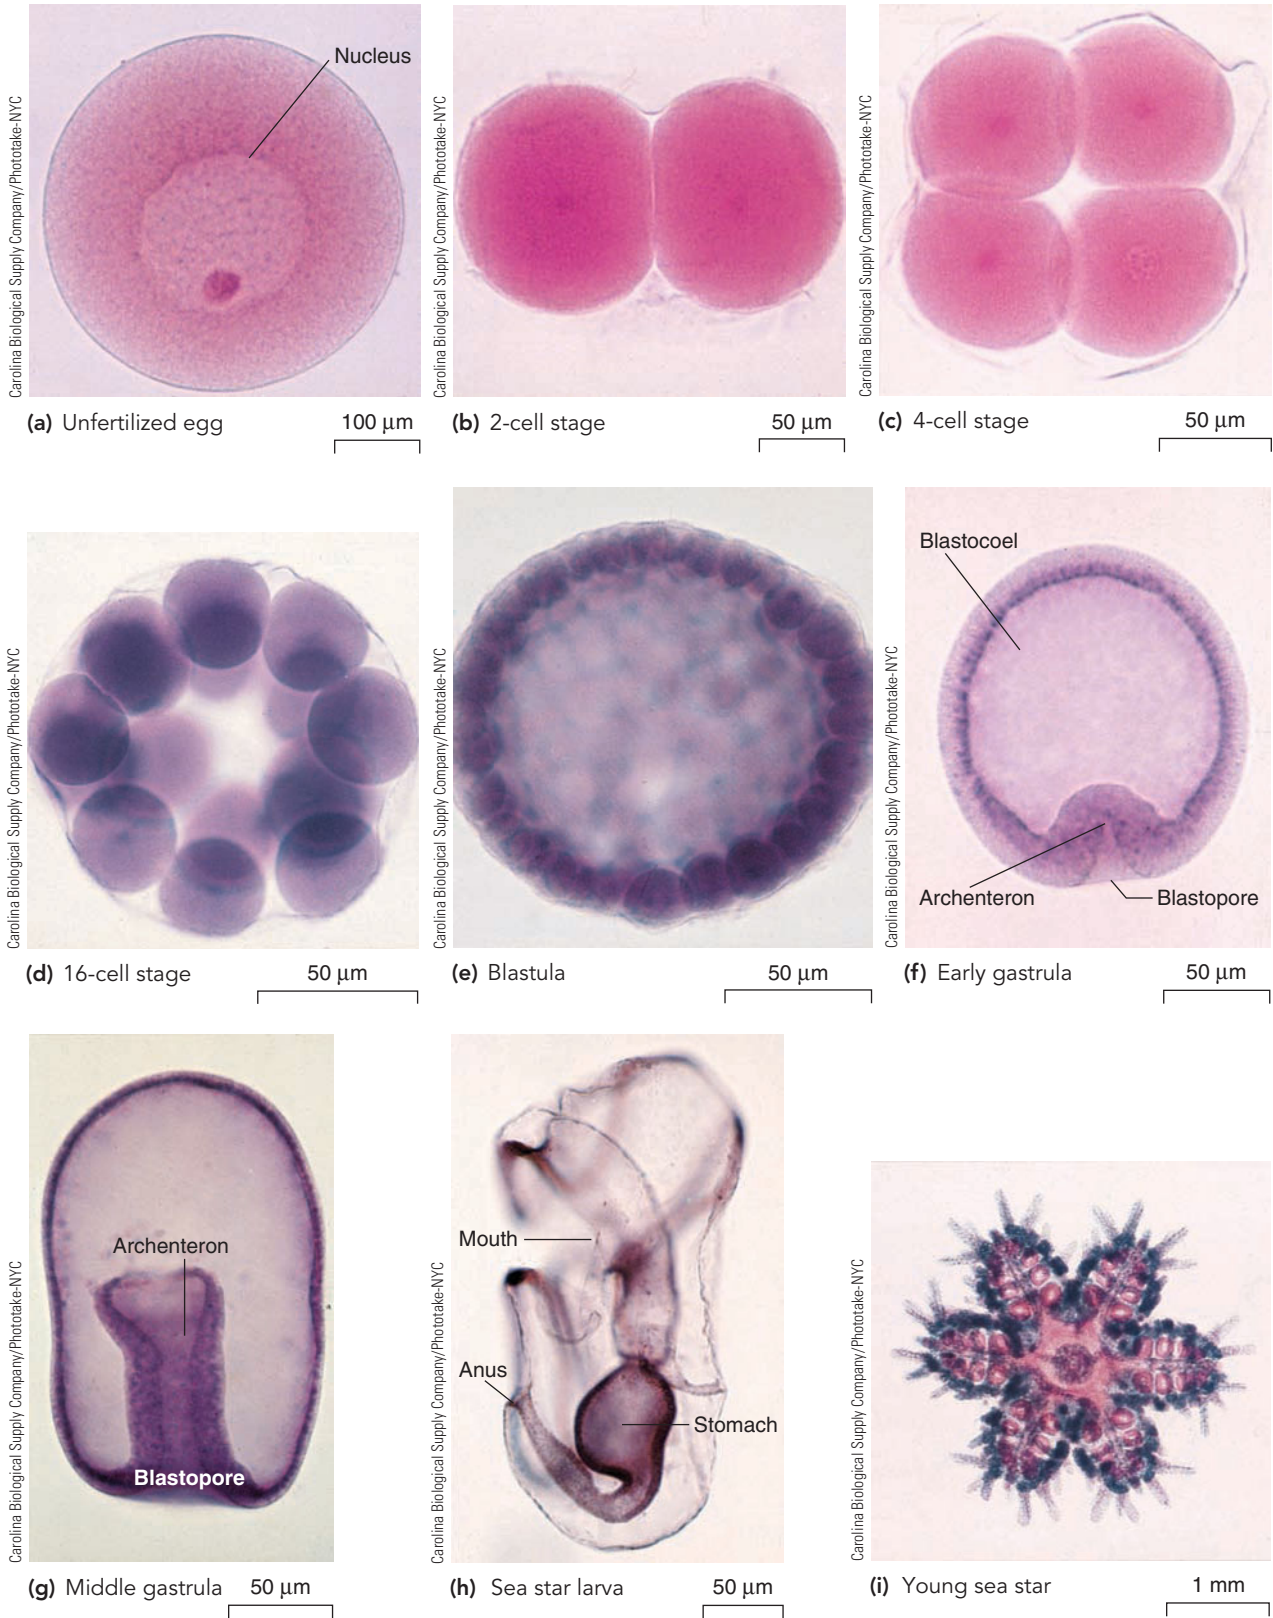 Carolina Biological Supply Company/Phototake-NYC
Nucleus
(a) Unfertilized egg
100 µm
Carolina Biological Supply Company/Phototake-NYC
(b) 2-cell stage
50 µm
Carolina Biological Supply Company/Phototake-NYC
(c) 4-cell stage
50 µm
Carolina Biological Supply Company/Phototake-NYC
(d) 16-cell stage
50 µm
Carolina Biological Supply Company/Phototake-NYC
(e) Blastula
50 µm
Carolina Biological Supply Company/Phototake-NYC
Blastocoel
Archenteron
Blastopore
(f) Early gastrula
50 µm
Carolina Biological Supply Company/Phototake-NYC
Archenteron
Blastopore
(g) Middle gastrula
50 µm
Carolina Biological Supply Company/Phototake-NYC
Mouth
Anus
Stomach
(h) Sea star larva
50 µm
Carolina Biological Supply Company/Phototake-NYC
(i) Young sea star
1 mm